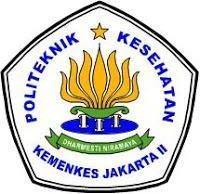 POLITEKNIK KESEHATAN
DHARMESTI NIRAMAYA
KEMENKES JAKARTA II